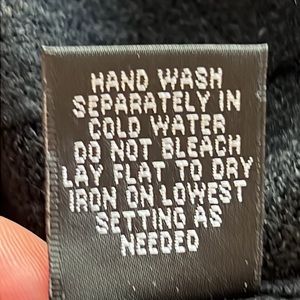 HAND WASH
SEPARATELY IN
COLD WATER
DO NOT BLEACH
LAY FLAT TO DRY
IRON ON LOWEST
SETTING AS
NEEDED